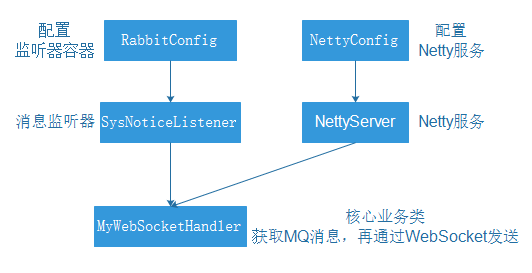 配置
监听器容器
RabbitConfig
NettyConfig
配置
Netty服务
消息监听器
SysNoticeListener
NettyServer
Netty服务
MyWebSocketHandler
核心业务类
获取MQ消息，再通过WebSocket发送